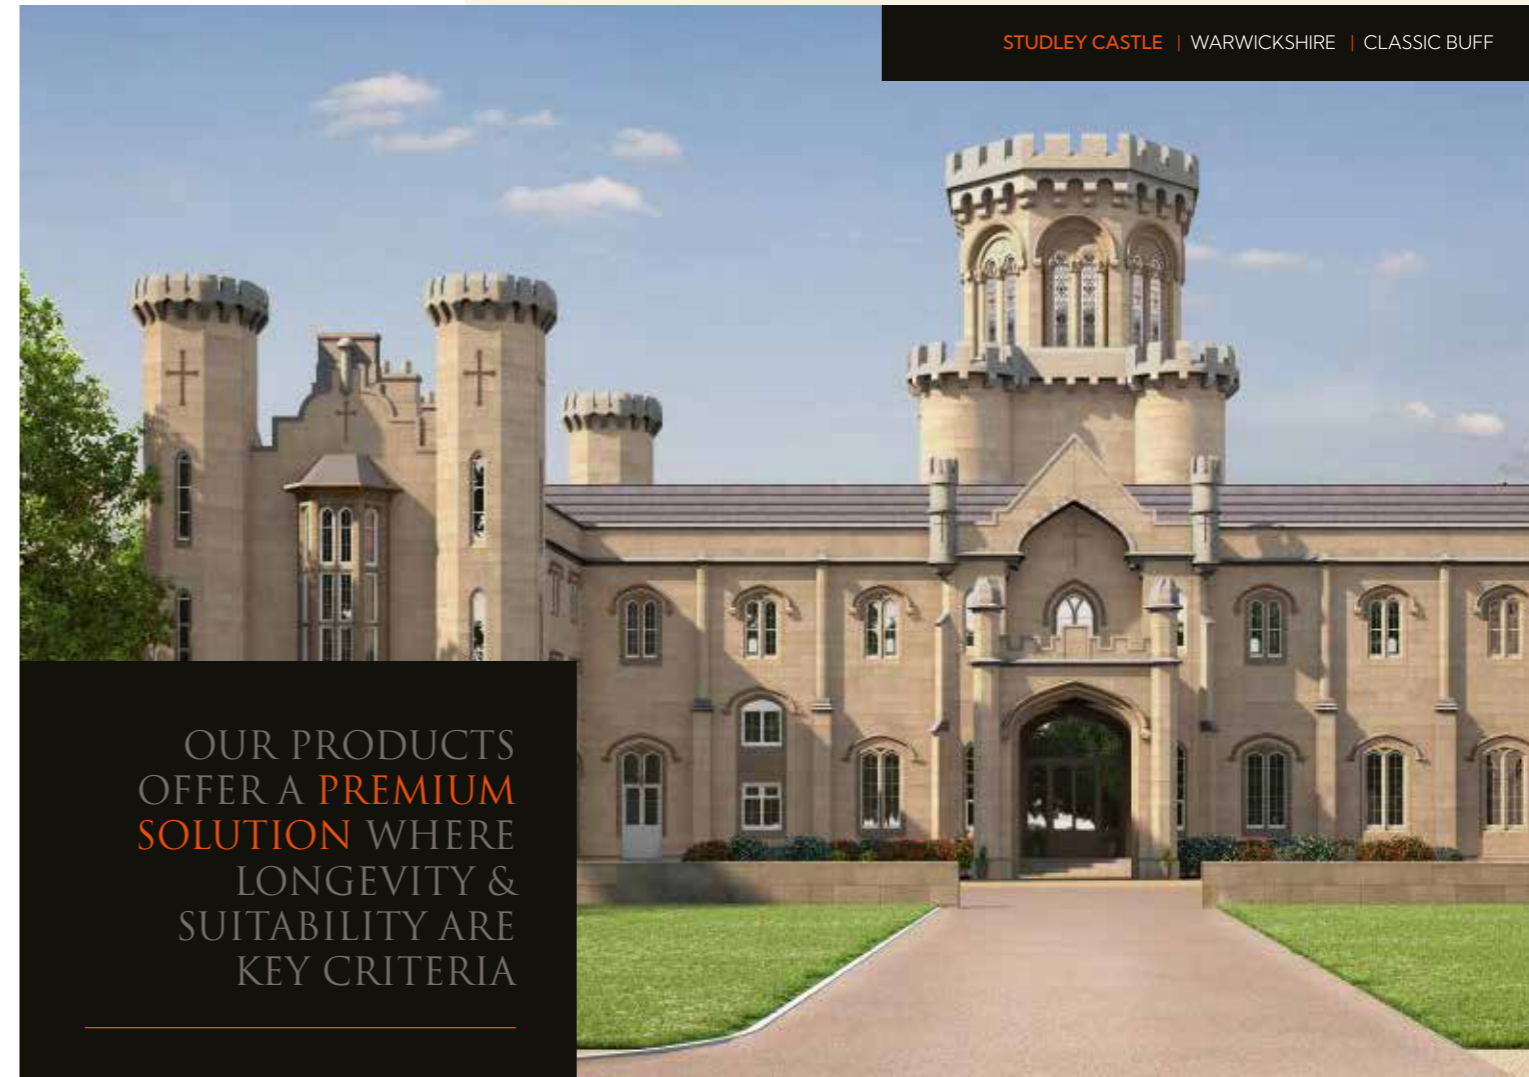 STUDLEY CASTLE | WARWICKSHIRE | CLASSIC BUFF
OUR PRODUCTS
OFFER A PREMIUM
SOLUTION WHERE
LONGEVITY &
SUITABILITY ARE
KEY CRITERIA